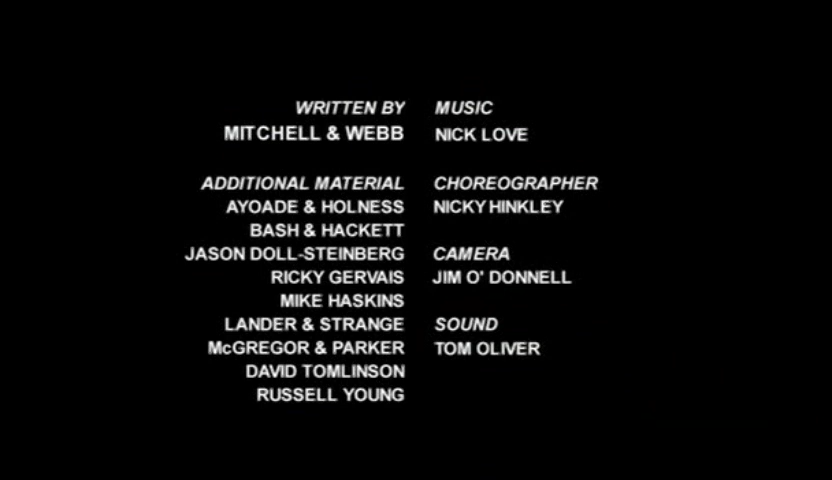 WRITTEN BY
MITCHELL & WEBB
ADDITIONAL MATERIAL
AYOADE & HOLNESS
BASH & HACKETT
JASON DOLL-STEINBERG
RICKY GERVAIS
MIKE HASKINS
LANDER & STRANGE
McGREGOR & PARKER
DAVID TOMLINSON
RUSSELL YOUNG
MUSIC
NICK LOVE
CHOREOGRAPHER
NICKY HINKLEY
CAMERA
JIM O' DONNELL
SOUND
TOM OLIVER